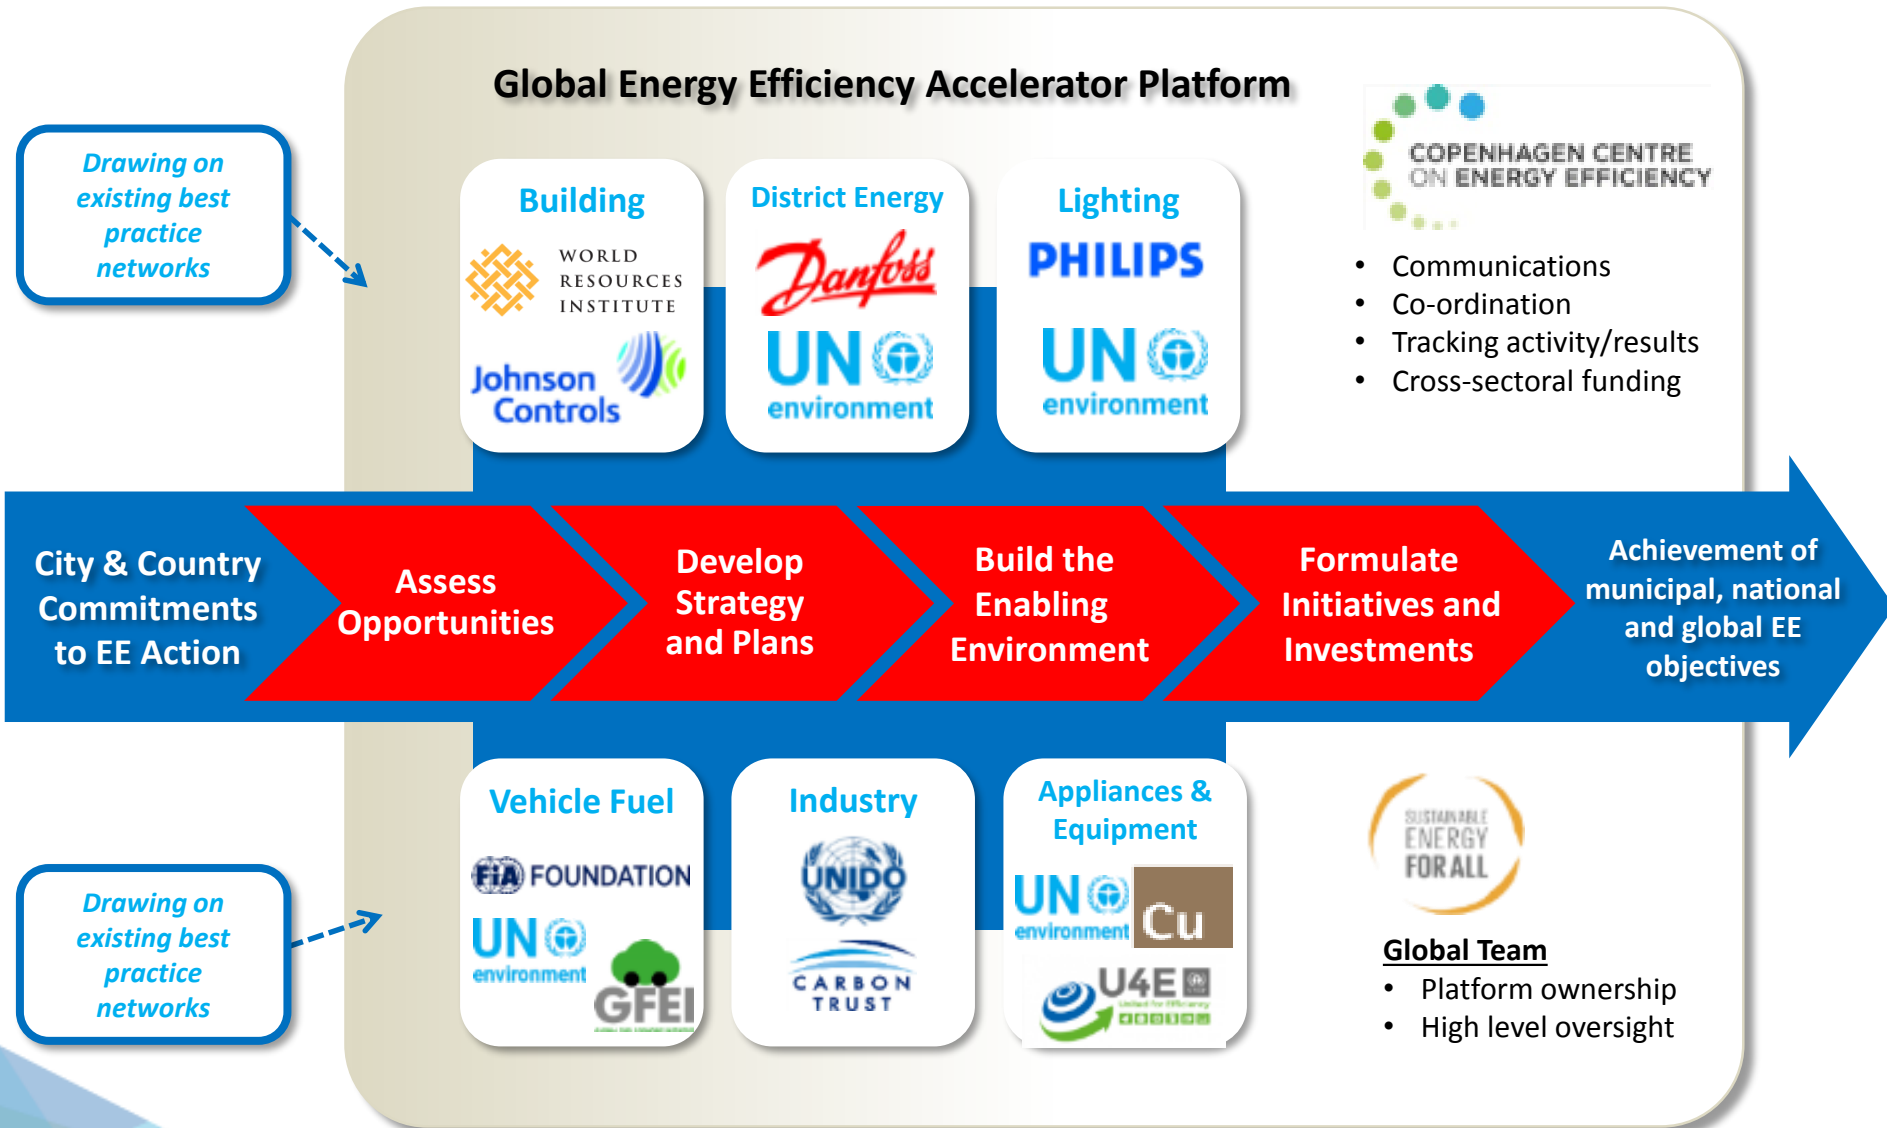 Global Energy Efficiency Accelerator Platform
Drawing on
existing best
practice
networks
Building
WORLD
RESOURCES
INSTITUTE
Johnson
Controls
District Energy
Danfoss
UN
environment
Lighting
PHILIPS
UN
environment
COPENHAGEN CENTRE
ON ENERGY EFFICIENCY
• Communications
• Co-ordination
• Tracking activity/results
• Cross-sectoral funding
City & Country
Commitments
to EE Action
Assess
Opportunities
Develop
Strategy
and Plans
Build the
Enabling
Environment
Formulate
Initiatives and
Investments
Achievement of
municipal, national
and global EE
objectives
Drawing on
existing best
practice
networks
Vehicle Fuel
FiA FOUNDATION
UN
environment
GFEI
Industry
UNIDO
CARBON
TRUST
Appliances &
Equipment
UN
environment
Cu
U4E
United for Efficiency
SUSTAINABLE
ENERGY
FOR ALL
Global Team
• Platform ownership
• High level oversight